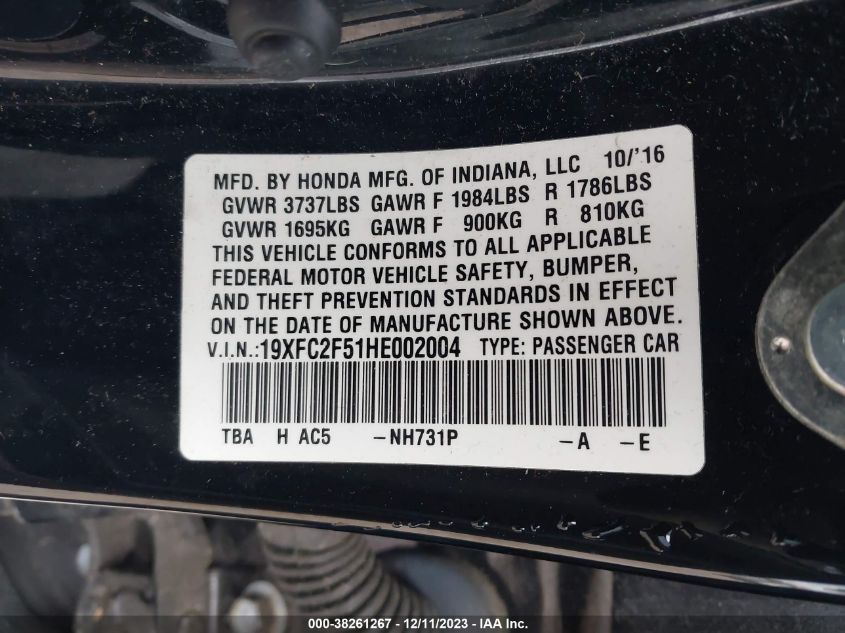 MFD. BY HONDA MFG. OF INDIANA, LLC 10/'16
GVWR 3737LBS GAWR F 1984LBS R 1786LBS
GVWR 1695KG GAWR F 900KG R 810KG
THIS VEHICLE CONFORMS TO ALL APPLICABLE
FEDERAL MOTOR VEHICLE SAFETY, BUMPER,
AND THEFT PREVENTION STANDARDS IN EFFECT
ON THE DATE OF MANUFACTURE SHOWN ABOVE.
V.I.N.:19XFC2F51HE002004 TYPE: PASSENGER CAR
TBA H AC5 -NH731P -A -E
000-38261267 - 12/11/2023 - IAA Inc.